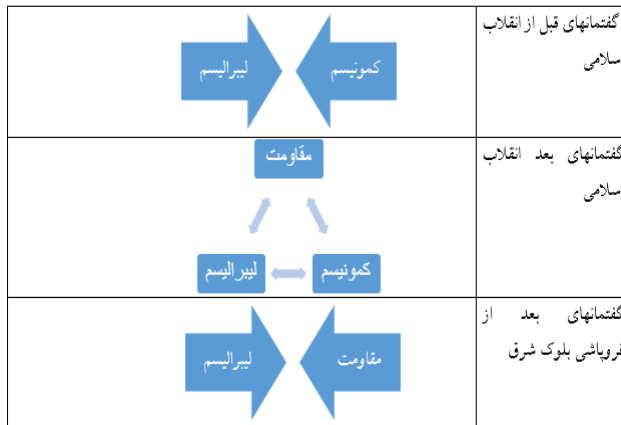 گفتمانهای قبل از انقلاب
سلامی
کمونیسم
لیبرالیسم
گفتمانهای بعد انقلاب
سلامی
مقاومت
کمونیسم
لیبرالیسم
گفتمانهای بعد از
فروپاشی بلوک شرق
مقاومت
لیبرالیسم